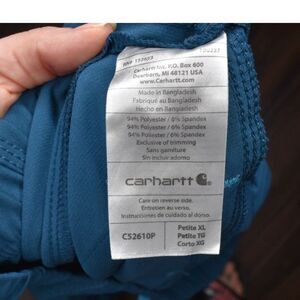 Carhartt Inc. P.O. Box 600
Dearborn, MI 48121 USA
www.carhartt.com
Made in Bangladesh
Fabriqué au Bangladesh
Hecho en Bangladesh
94% Polyester / 6% Spandex
94% Polyester / 6% Spandex
94% Polyester / 6% Spandex
Exclusive of trimming
Sans garniture
Sin incluir adorno
carhartt
Care on reverse side.
Entretien au verso.
Instrucciones de cuidado al dorso.
C52610P
Petite XL
Petite TG
Corto XG